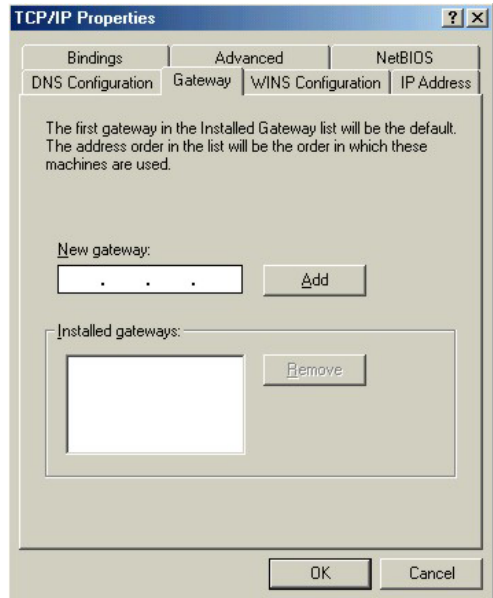 TCP/IP Properties
Bindings
Advanced
NetBIOS
DNS Configuration
Gateway
WINS Configuration
IP Address
The first gateway in the Installed Gateway list will be the default.
The address order in the list will be the order in which these
machines are used.
New gateway:
. . .
Add
Installed gateways:
Remove
OK
Cancel